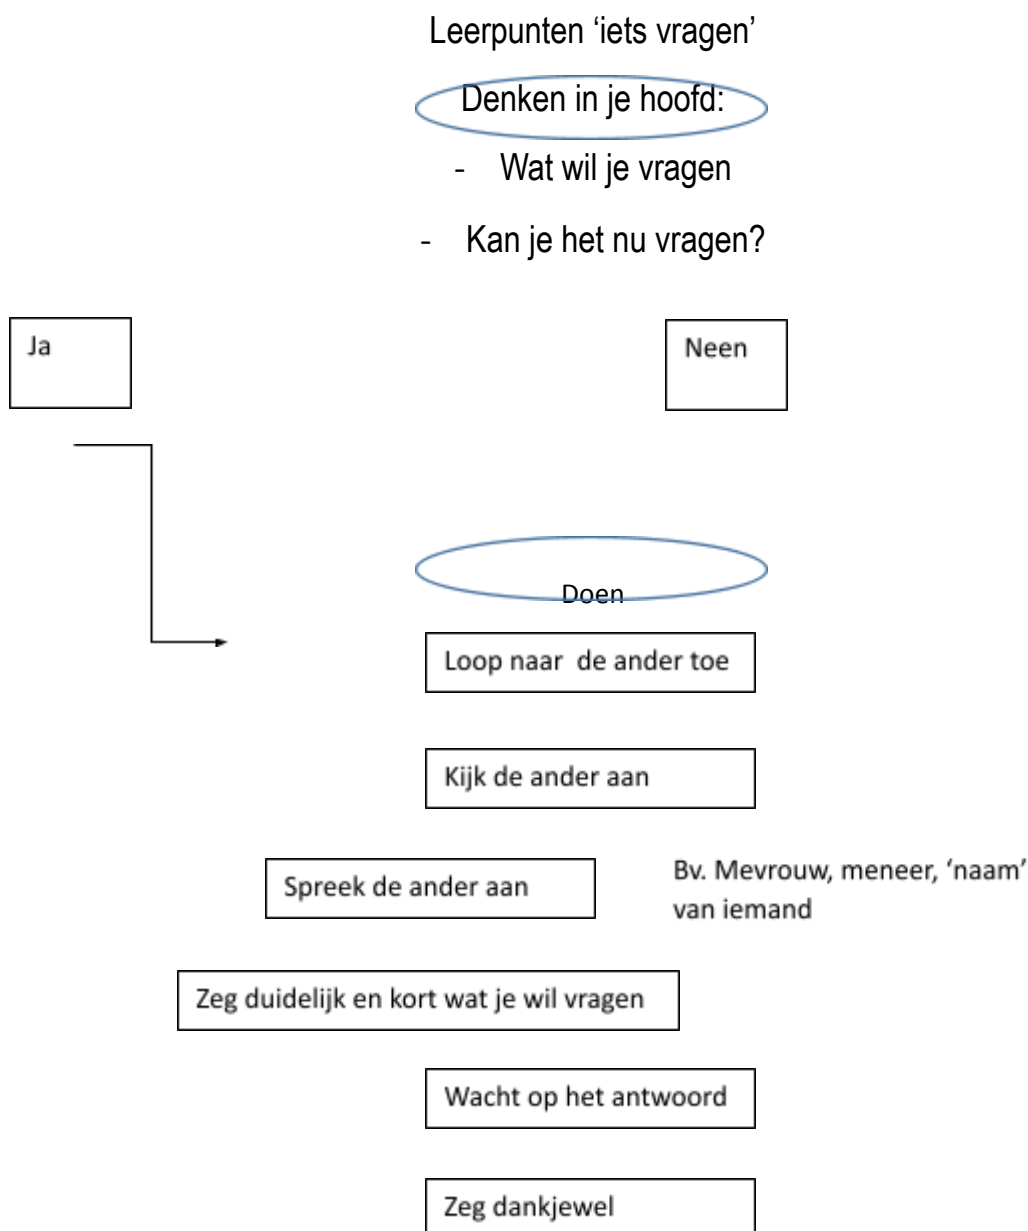 Leerpunten ‘iets vragen’
Denken in je hoofd:
- Wat wil je vragen
- Kan je het nu vragen?
Ja
Neen
Doen
Loop naar de ander toe
Kijk de ander aan
Spreek de ander aan
Bv. Mevrouw, meneer, ‘naam’
van iemand
Zeg duidelijk en kort wat je wil vragen
Wacht op het antwoord
Zeg dankjewel